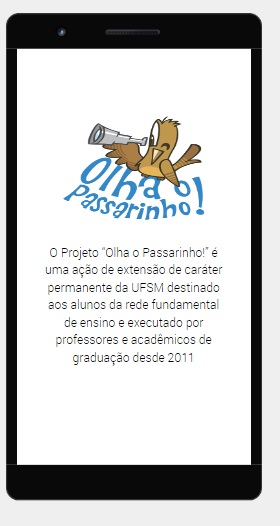 Olha o
Passarinho!
O Projeto “Olha o Passarinho!” é
uma ação de extensão de caráter
permanente da UFSM destinado
aos alunos da rede fundamental
de ensino e executado por
professores e acadêmicos de
graduação desde 2011